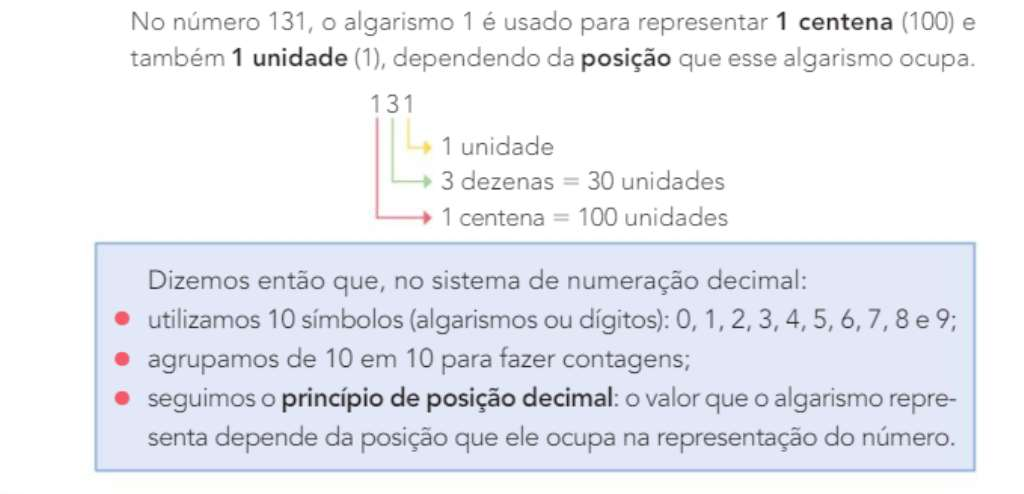 No número 131, o algarismo 1 é usado para representar 1 centena (100) e
também 1 unidade (1), dependendo da posição que esse algarismo ocupa.
131
1 unidade
3 dezenas = 30 unidades
1 centena = 100 unidades
Dizemos então que, no sistema de numeração decimal:
• utilizamos 10 símbolos (algarismos ou dígitos): 0, 1, 2, 3, 4, 5, 6, 7, 8 e 9;
• agrupamos de 10 em 10 para fazer contagens;
• seguimos o princípio de posição decimal: o valor que o algarismo repre-
senta depende da posição que ele ocupa na representação do número.